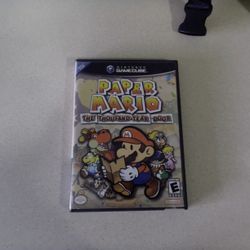 NINTENDO
GAMECUBE
PAPER
MARIO
THE THOUSAND-YEAR DOOR
E